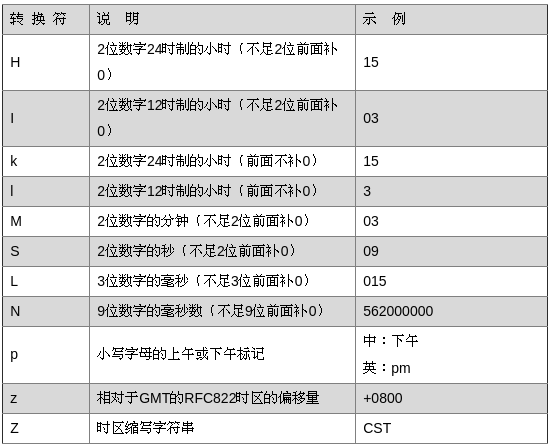 转 换 符 说 明 示 例
H 2位数字24时制的小时（不足2位前面补 15
0）
I 2位数字12时制的小时（不足2位前面补 03
0）
k 2位数字24时制的小时（前面不补0） 15
l 2位数字12时制的小时（前面不补0） 3
M 2位数字的分钟（不足2位前面补0） 03
S 2位数字的秒（不足2位前面补0） 09
L 3位数字的毫秒（不足3位前面补0） 015
N 9位数字的毫秒数（不足9位前面补0） 562000000
p 小写字母的上午或下午标记 中：下午
英：pm
z 相对于GMT的RFC822时区的偏移量 +0800
Z 时区缩写字符串 CST